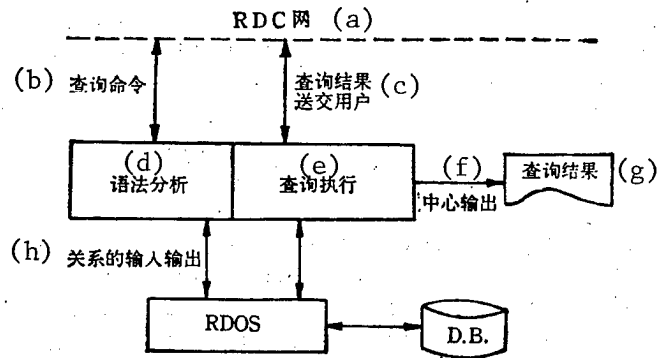 RDC网 (a)
(b) 查询命令
查询结果 (c)
送交用户
(d) (e) (f)
语法分析 查询执行 查询结果 (g)
中心输出
(h) 关系的输入输出
RDOS
D.B.